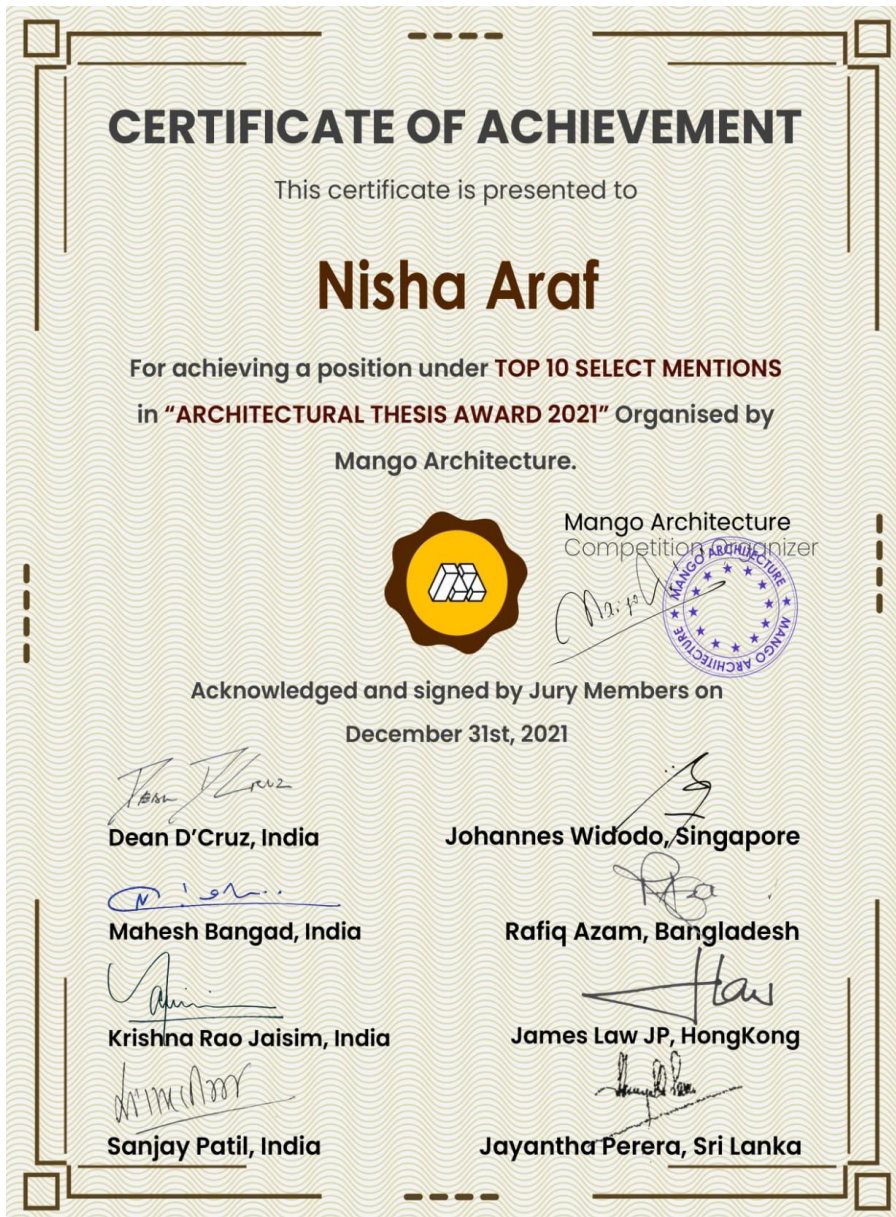 CERTIFICATE OF ACHIEVEMENT
This certificate is presented to
Nisha Araf
For achieving a position under TOP 10 SELECT MENTIONS
in “ARCHITECTURAL THESIS AWARD 2021” Organised by
Mango Architecture.
Mango Architecture
Competition Organizer
MANGO ARCHITECTURE ★ MANGO ARCHITECTURE ★
Acknowledged and signed by Jury Members on
December 31st, 2021
Dean D’Cruz, India
Johannes Widodo, Singapore
Mahesh Bangad, India
Rafiq Azam, Bangladesh
Krishna Rao Jaisim, India
James Law JP, HongKong
Sanjay Patil, India
Jayantha Perera, Sri Lanka